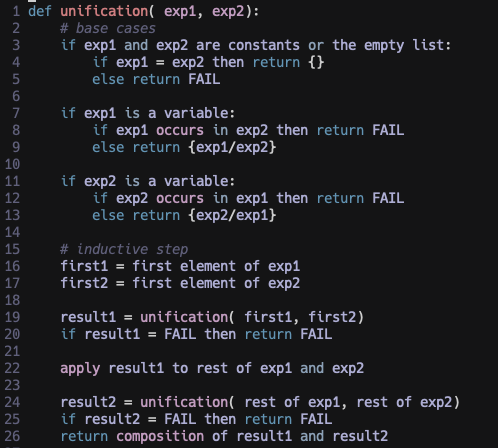 1 def unification( exp1, exp2):
2     # base cases
3     if exp1 and exp2 are constants or the empty list:
4         if exp1 = exp2 then return {}
5         else return FAIL
6
7     if exp1 is a variable:
8         if exp1 occurs in exp2 then return FAIL
9         else return {exp1/exp2}
10
11     if exp2 is a variable:
12         if exp2 occurs in exp1 then return FAIL
13         else return {exp2/exp1}
14
15     # inductive step
16     first1 = first element of exp1
17     first2 = first element of exp2
18
19     result1 = unification( first1, first2)
20     if result1 = FAIL then return FAIL
21
22     apply result1 to rest of exp1 and exp2
23
24     result2 = unification( rest of exp1, rest of exp2)
25     if result2 = FAIL then return FAIL
26     return composition of result1 and result2